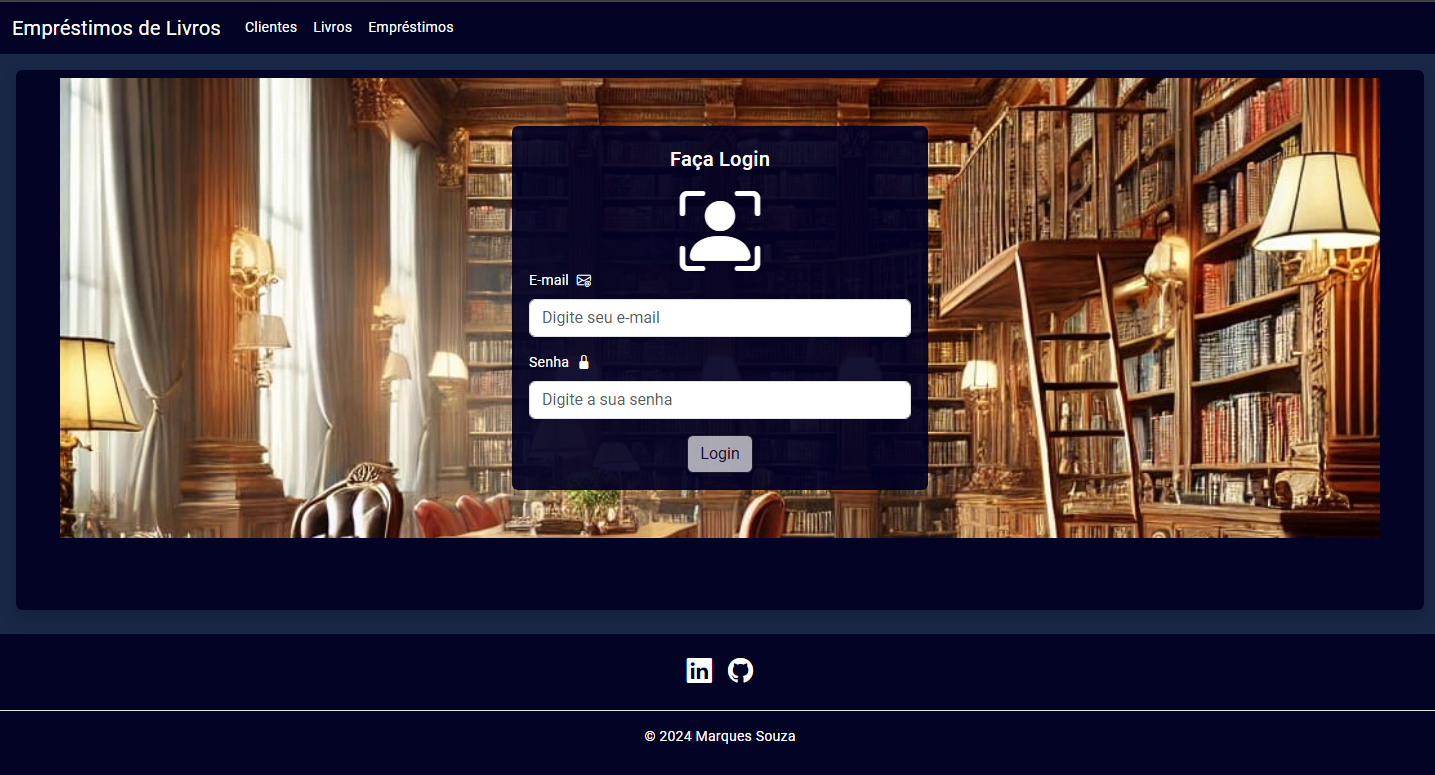 Empréstimos de Livros Clientes Livros Empréstimos
Faça Login
E-mail
Digite seu e-mail
Senha
Digite a sua senha
Login
in
© 2024 Marques Souza